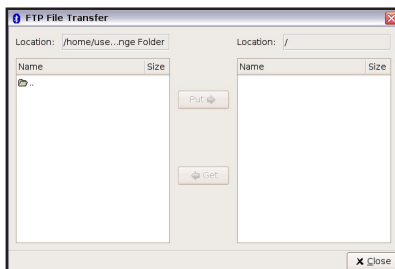 FTP File Transfer
Location: /home/use...nge Folder Location: /
Name Size Name Size
..
Put
Get
Close